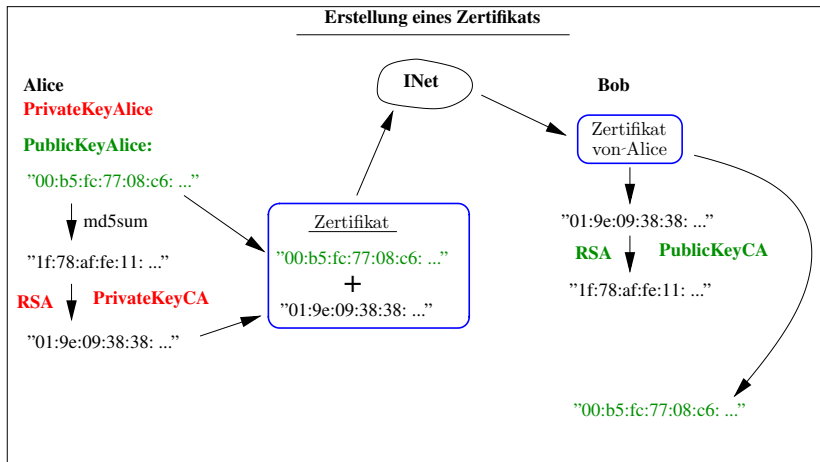 Erstellung eines Zertifikats
Alice
PrivateKeyAlice
PublicKeyAlice:
"00:b5:fc:77:08:c6: ..."
md5sum
"1f:78:af:fe:11: ..."
RSA PrivateKeyCA
"01:9e:09:38:38: ..."
Zertifikat
"00:b5:fc:77:08:c6: ..."
+
"01:9e:09:38:38: ..."
INet
Bob
Zertifikat
von-Alice
"01:9e:09:38:38: ..."
RSA PublicKeyCA
"1f:78:af:fe:11: ..."
"00:b5:fc:77:08:c6: ..."